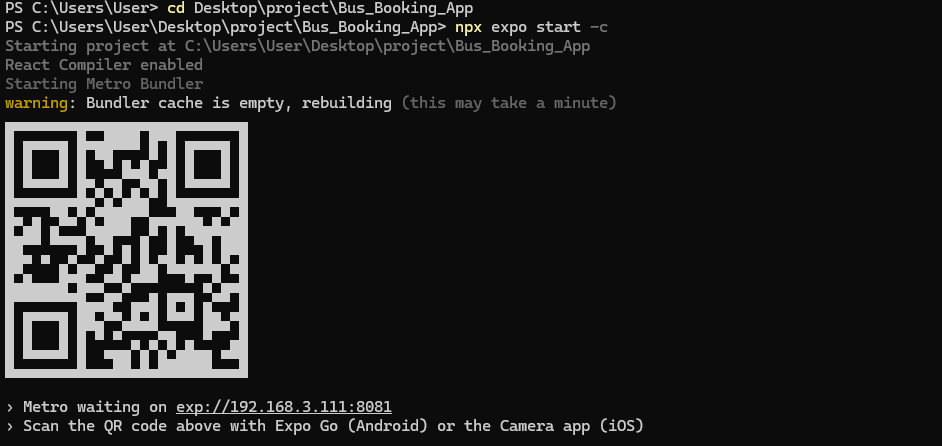 PS C:\Users\User> cd Desktop\project\Bus_Booking_App
PS C:\Users\User\Desktop\project\Bus_Booking_App> npx expo start -c
Starting project at C:\Users\User\Desktop\project\Bus_Booking_App
React Compiler enabled
Starting Metro Bundler
warning: Bundler cache is empty, rebuilding (this may take a minute)
› Metro waiting on exp://192.168.3.111:8081
› Scan the QR code above with Expo Go (Android) or the Camera app (iOS)